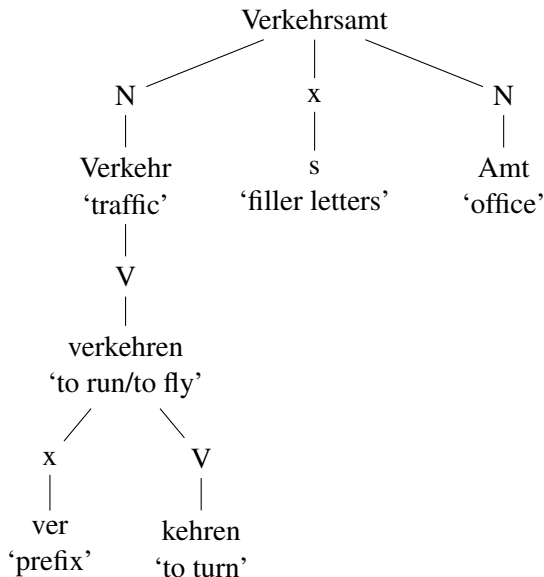 Verkehrsamt
N x N
Verkehr s Amt
‘traffic’ ‘filler letters’ ‘office’
V
verkehren
‘to run/to fly’
x V
ver kehren
‘prefix’ ‘to turn’